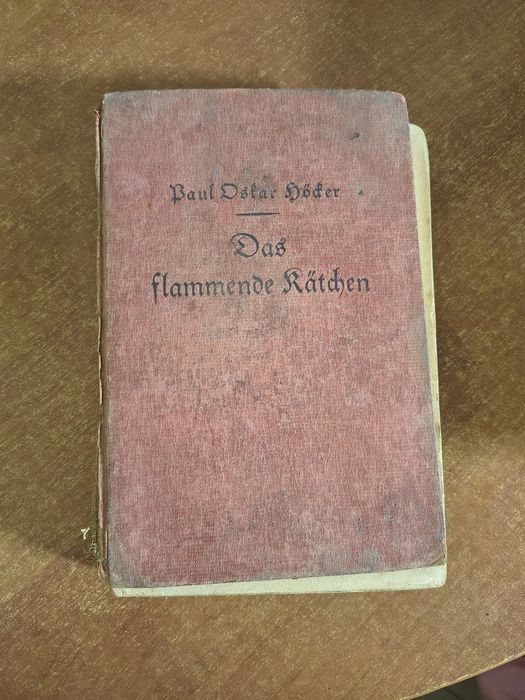 Paul Oskar Höcker
Das
flammende Kätchen